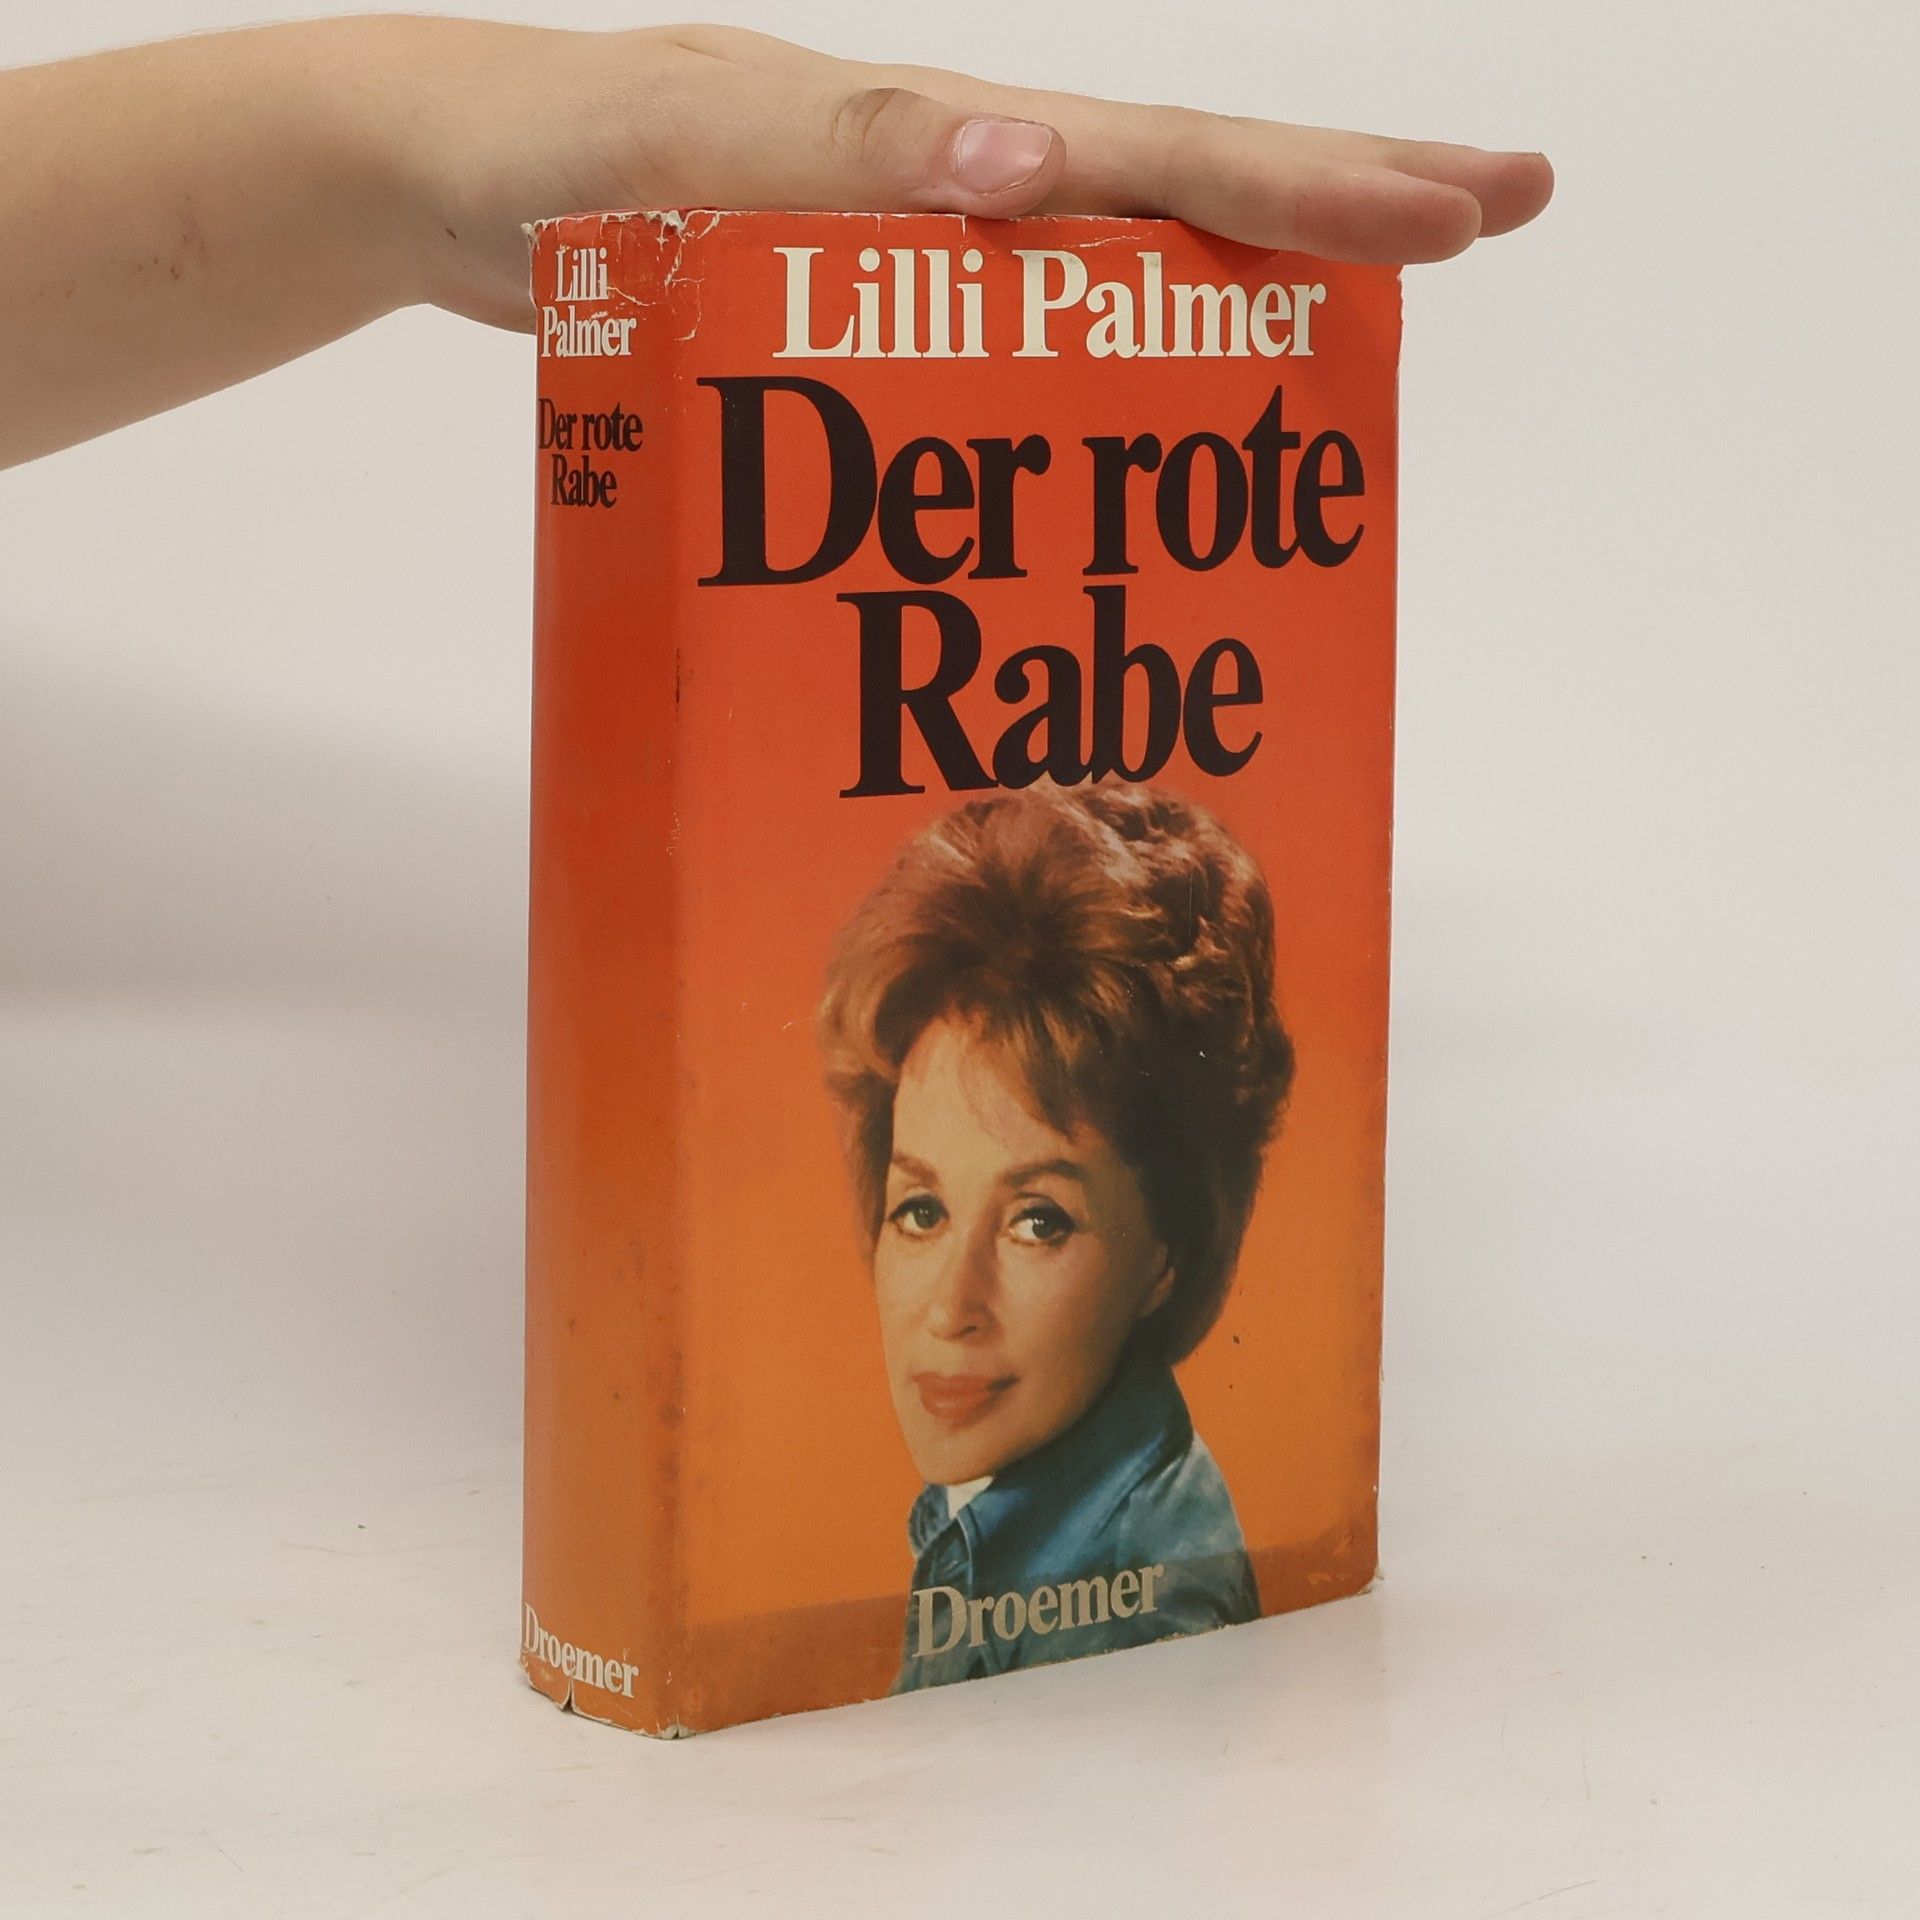 Lilli
Palmer
Der rote
Rabe
Droemer
Lilli Palmer
Der rote
Rabe
Droemer